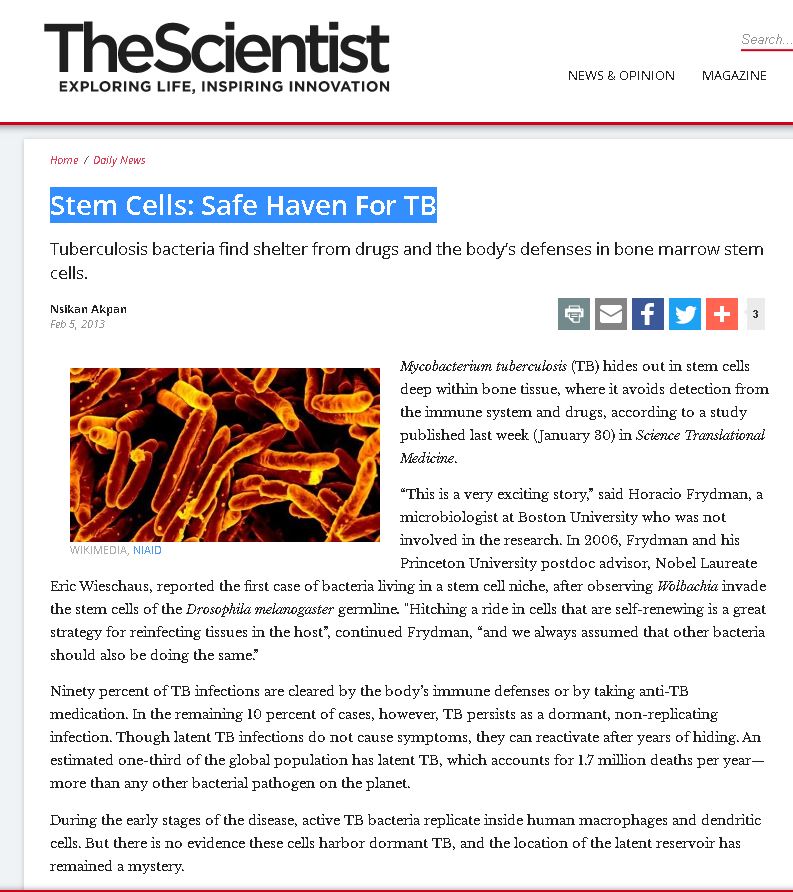 TheScientist
EXPLORING LIFE, INSPIRING INNOVATION
Search...
NEWS & OPINION MAGAZINE
Home / Daily News
Stem Cells: Safe Haven For TB
Tuberculosis bacteria find shelter from drugs and the body's defenses in bone marrow stem
cells.
Nsikan Akpan
Feb 5, 2013
3
Mycobacterium tuberculosis (TB) hides out in stem cells
deep within bone tissue, where it avoids detection from
the immune system and drugs, according to a study
published last week (January 30) in Science Translational
Medicine.
WIKIMEDIA, NIAID
“This is a very exciting story,” said Horacio Frydman, a
microbiologist at Boston University who was not
involved in the research. In 2006, Frydman and his
Princeton University postdoc advisor, Nobel Laureate
Eric Wieschaus, reported the first case of bacteria living in a stem cell niche, after observing Wolbachia invade
the stem cells of the Drosophila melanogaster germline. "Hitching a ride in cells that are self-renewing is a great
strategy for reinfecting tissues in the host”, continued Frydman, “and we always assumed that other bacteria
should also be doing the same.”
Ninety percent of TB infections are cleared by the body’s immune defenses or by taking anti-TB
medication. In the remaining 10 percent of cases, however, TB persists as a dormant, non-replicating
infection. Though latent TB infections do not cause symptoms, they can reactivate after years of hiding. An
estimated one-third of the global population has latent TB, which accounts for 1.7 million deaths per year—
more than any other bacterial pathogen on the planet.
During the early stages of the disease, active TB bacteria replicate inside human macrophages and dendritic
cells. But there is no evidence these cells harbor dormant TB, and the location of the latent reservoir has
remained a mystery.